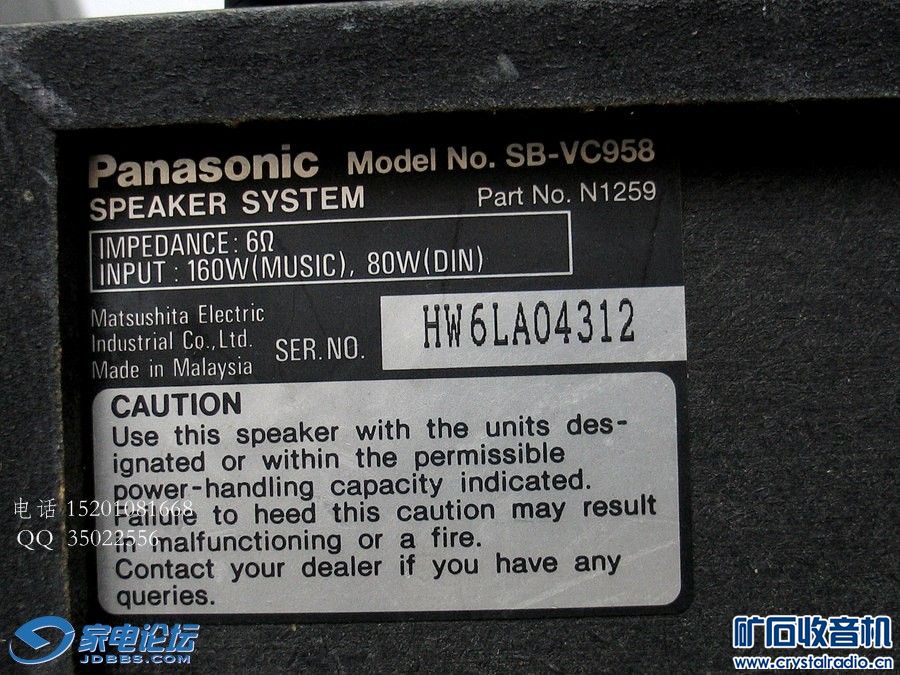 Panasonic Model No. SB-VC958
SPEAKER SYSTEM Part No. N1259
IMPEDANCE : 6Ω
INPUT : 160W(MUSIC), 80W(DIN)
Matsushita Electric
Industrial Co., Ltd.
Made in Malaysia
SER. NO. HW6LA04312
CAUTION
Use this speaker with the units des-
ignated or within the permissible
power-handling capacity indicated.
Failure to heed this caution may result
in malfunctioning or a fire.
Contact your dealer if you have any
queries.
电话 15201081668
QQ 35022556
家电论坛
JDBBS.COM
矿石收音机
www.crystalradio.cn